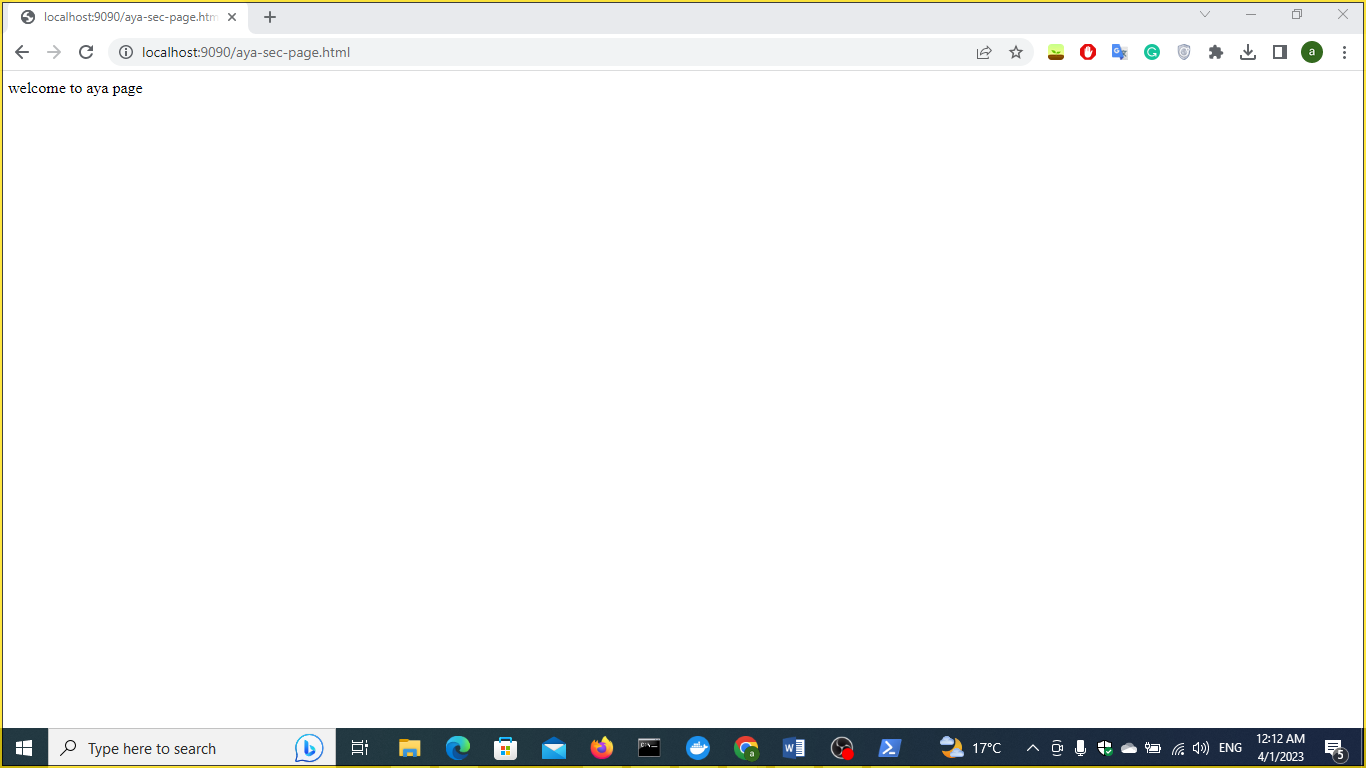 localhost:9090/aya-sec-page.htm
localhost:9090/aya-sec-page.html
a
welcome to aya page
Type here to search
a
17°C
ENG
12:12 AM
4/1/2023
5